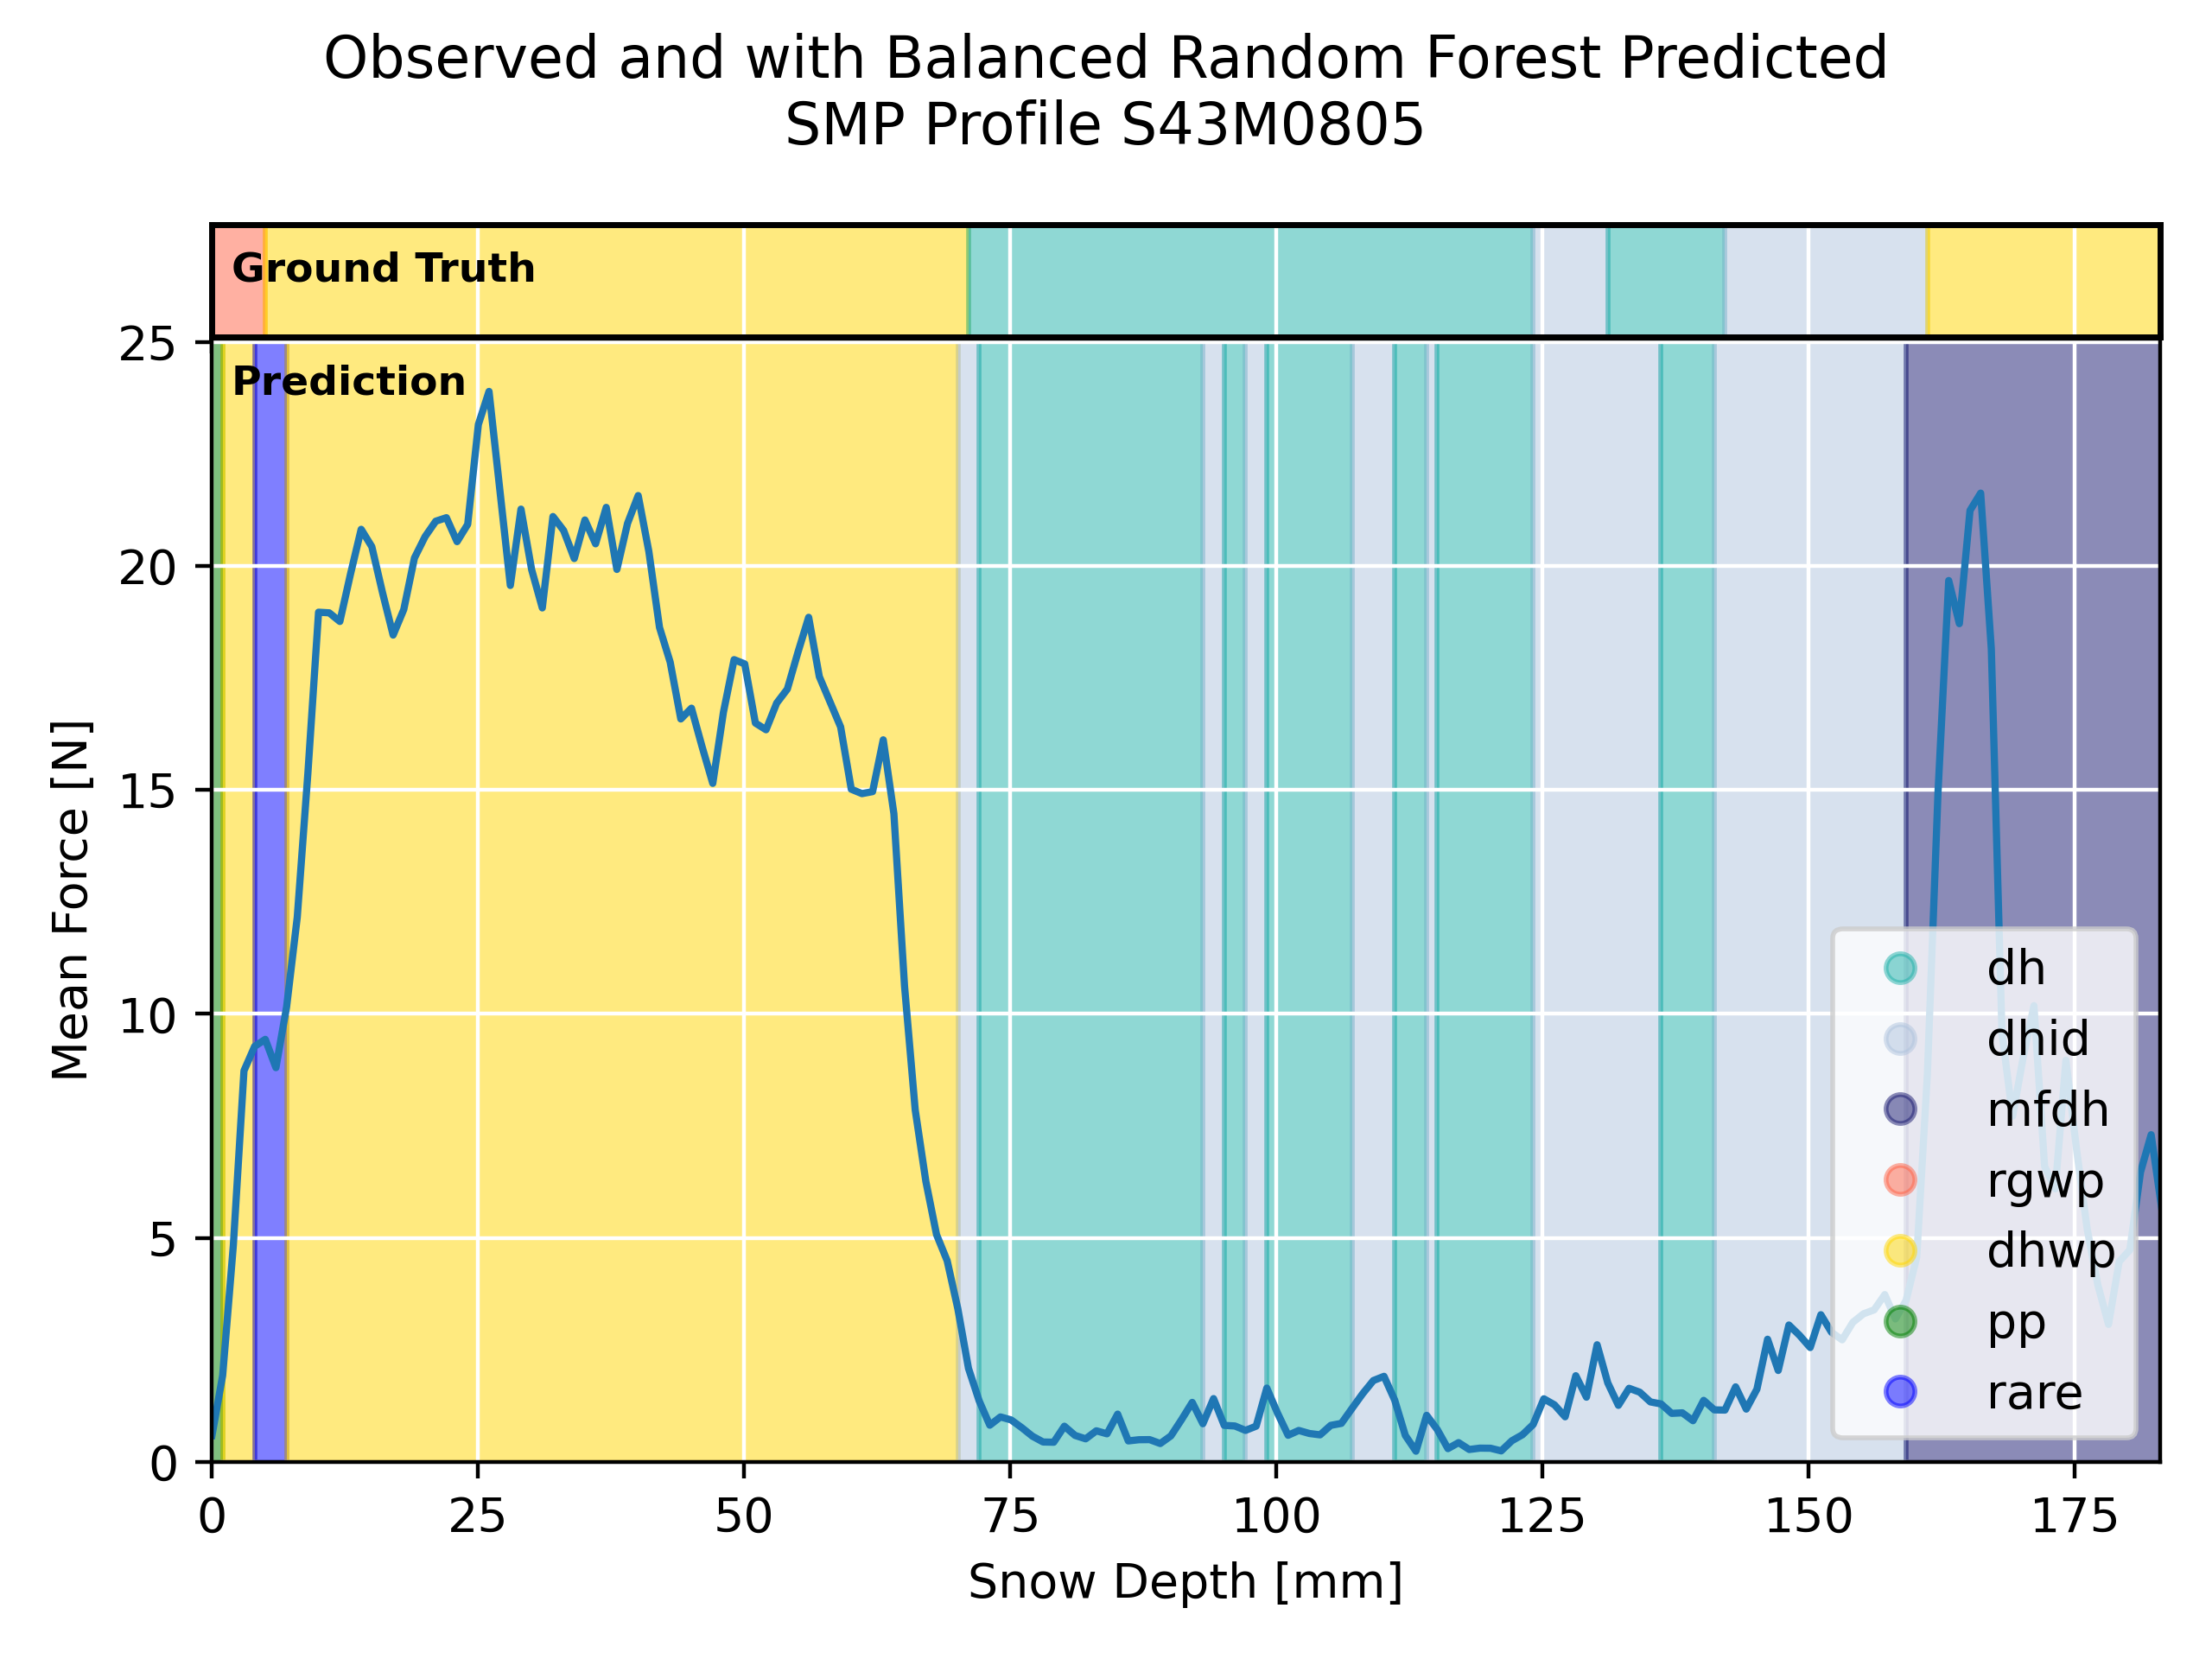 Observed and with Balanced Random Forest Predicted
SMP Profile S43M0805
Ground Truth
Prediction
25
20
15
10
5
0
Mean Force [N]
0 25 50 75 100 125 150 175
Snow Depth [mm]
dh
dhid
mfdh
rgwp
dhwp
pp
rare